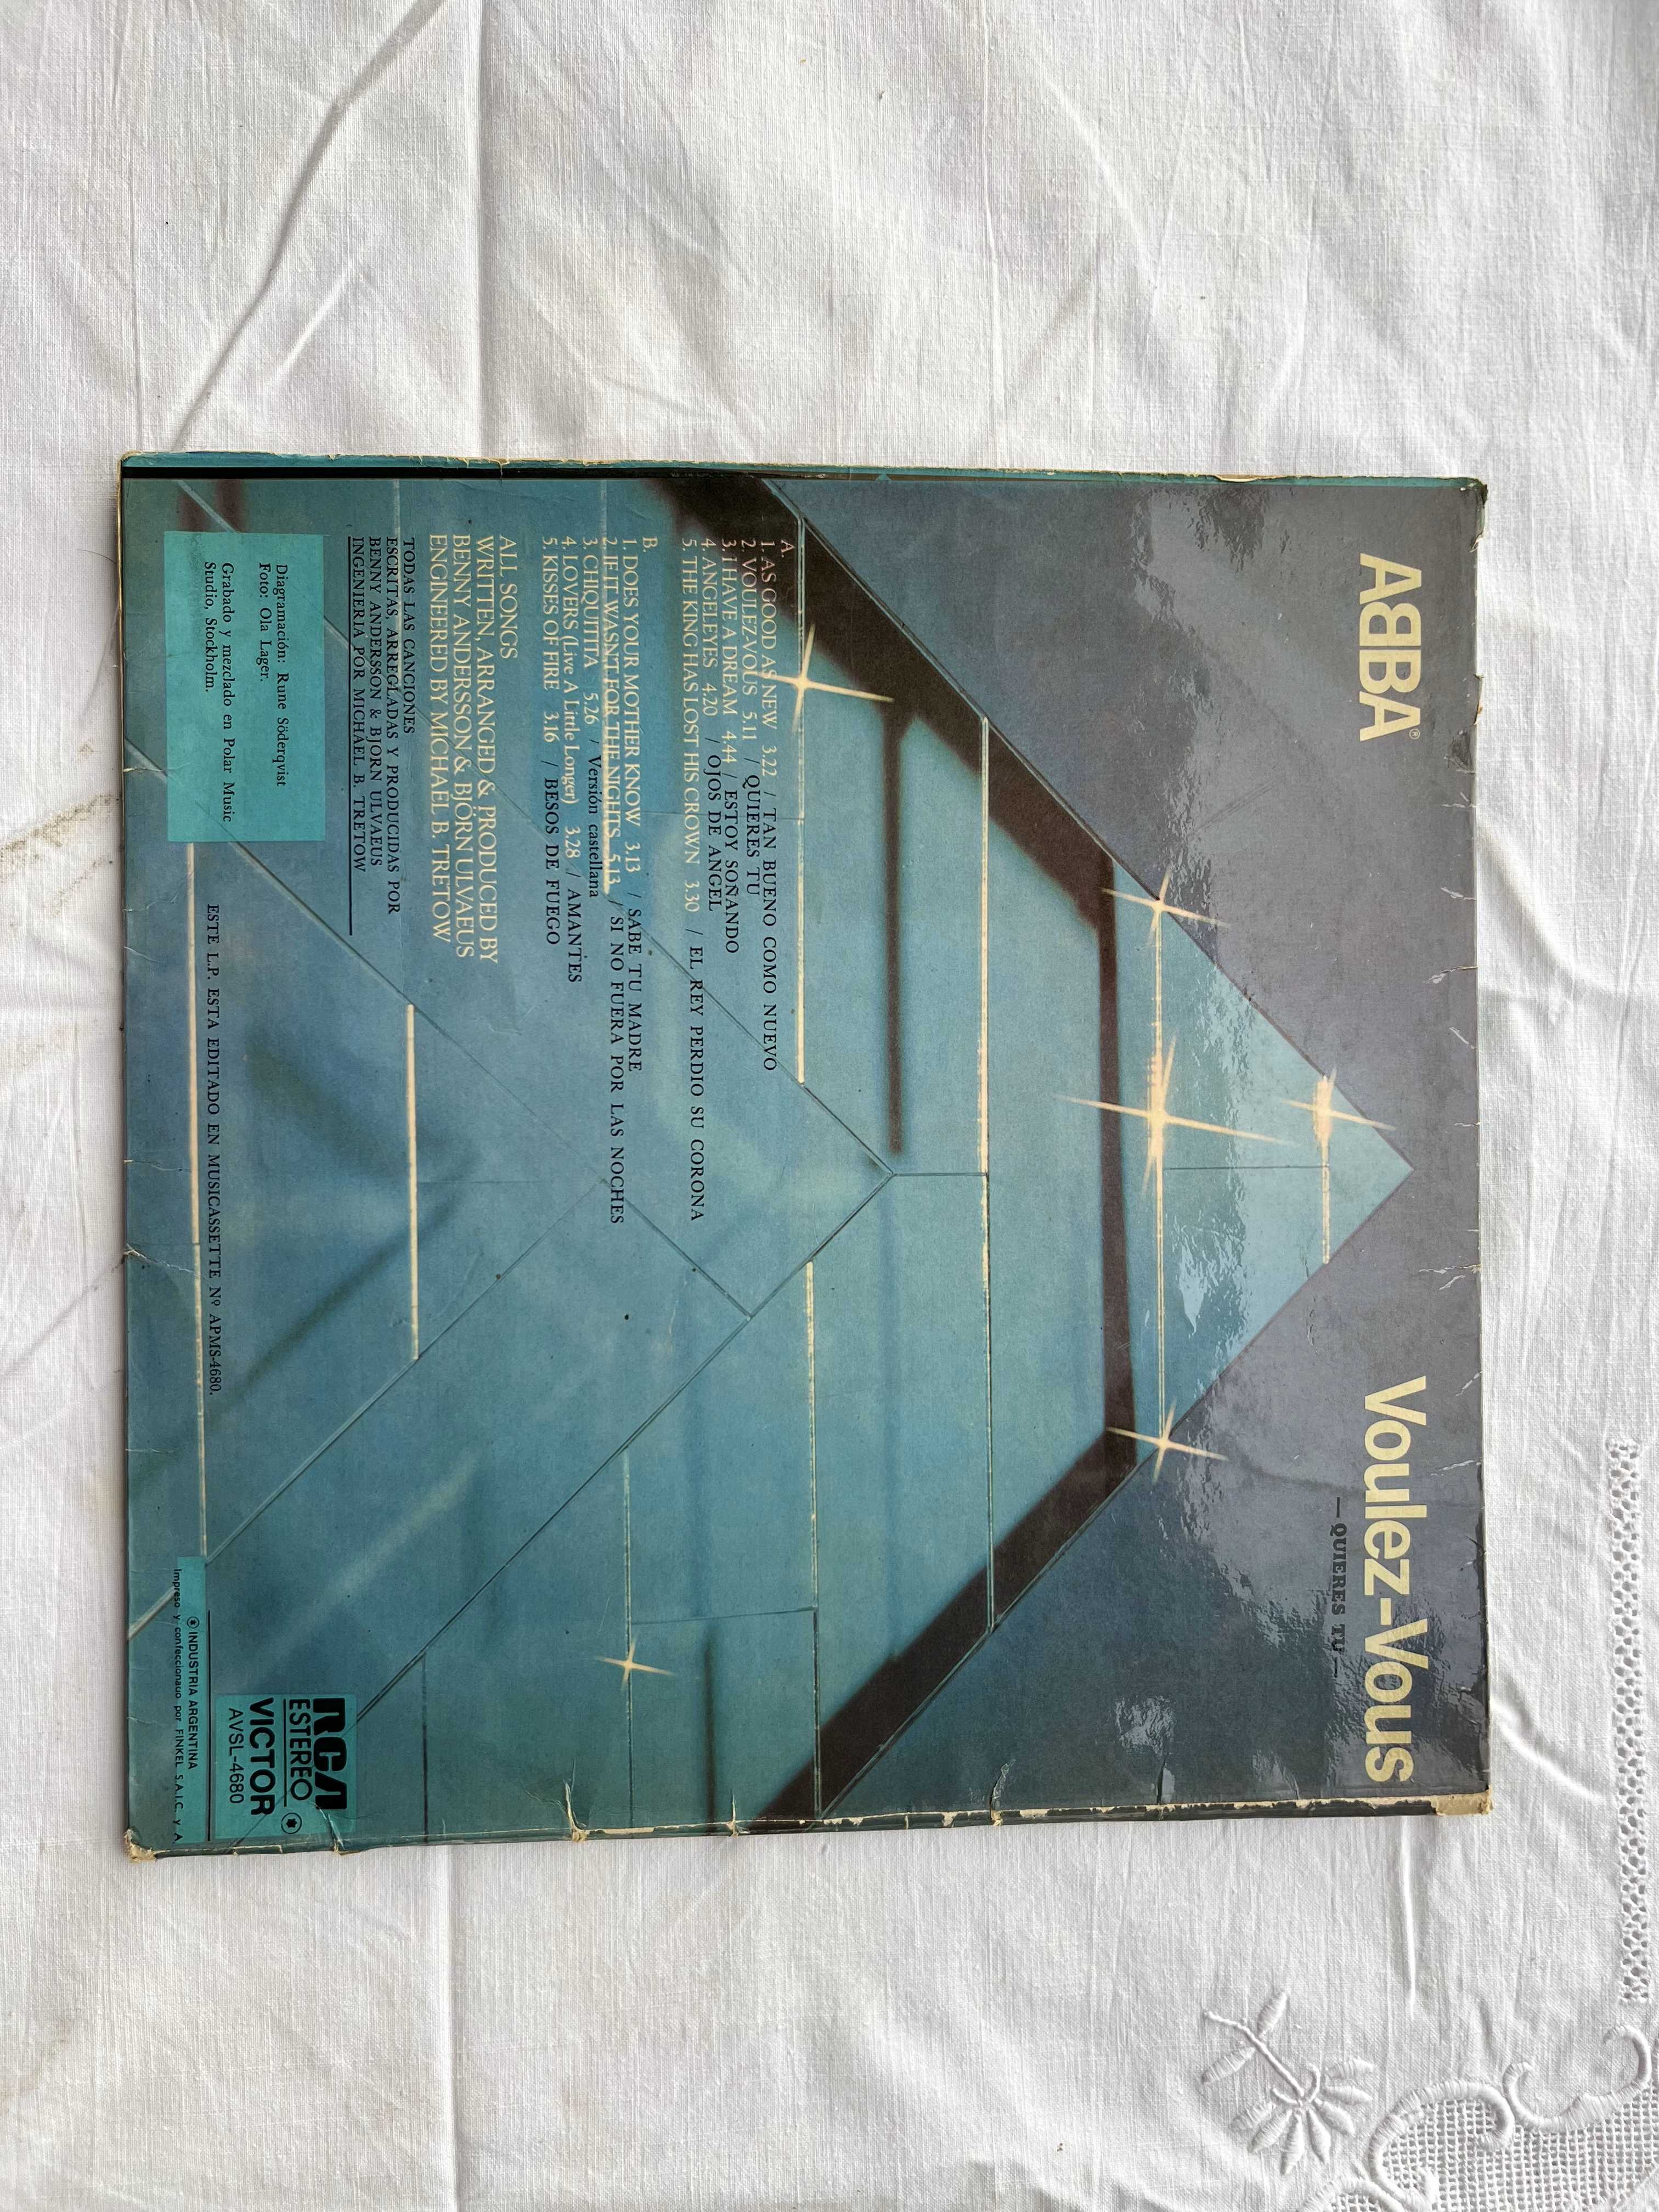 ABBA®
Voulez-Vous
— QUIERES TU —
A.
1. AS GOOD AS NEW 3.22 / TAN BUENO COMO NUEVO
2. VOULEZ-VOUS 5.11 / QUIERES TU
3. I HAVE A DREAM 4.44 / ESTOY SOÑANDO
4. ANGELEYES 4.20 / OJOS DE ANGEL
5. THE KING HAS LOST HIS CROWN 3.30 / EL REY PERDIO SU CORONA
B.
1. DOES YOUR MOTHER KNOW 3.13 / SABE TU MADRE
2. IF IT WASN'T FOR THE NIGHTS 5.13 / SI NO FUERA POR LAS NOCHES
3. CHIQUITITA 5.26 / Versión castellana
4. LOVERS (Live A Little Longer) 3.28 / AMANTES
5. KISSES OF FIRE 3.16 / BESOS DE FUEGO
ALL SONGS
WRITTEN, ARRANGED & PRODUCED BY
BENNY ANDERSSON & BJÖRN ULVAEUS
ENGINEERED BY MICHAEL B. TRETOW
TODAS LAS CANCIONES
ESCRITAS, ARREGLADAS Y PRODUCIDAS POR
BENNY ANDERSSON & BJORN ULVAEUS
INGENIERIA POR MICHAEL B. TRETOW
Diagramación: Rune Söderqvist
Foto: Ola Lager.
Grabado y mezclado en Polar Music
Studio, Stockholm.
ESTE L.P. ESTA EDITADO EN MUSICASSETTE Nº APMS-4680.
RCA
ESTEREO
VICTOR
AVSL-4680
INDUSTRIA ARGENTINA
Impreso y confeccionado por FINKEL S.A.I.C. y A.